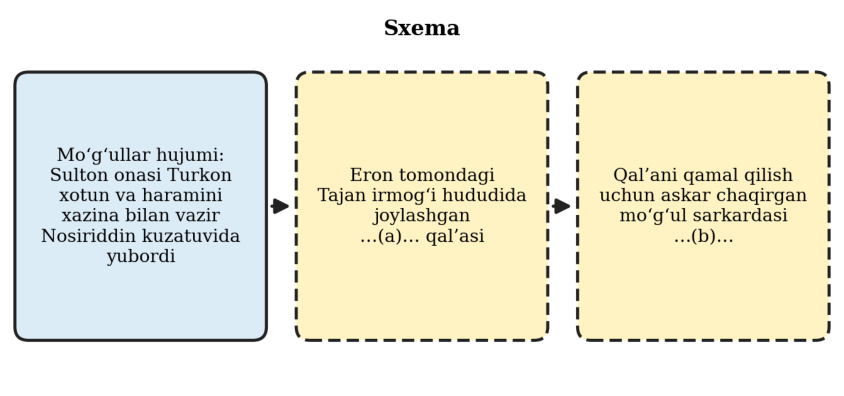 Sxema
Mo‘g‘ullar hujumi:
Sulton onasi Turkon
xotun va haramini
xazina bilan vazir
Nosiriddin kuzatuvida
yubordi
Eron tomondagi
Tajan irmog‘i hududida
joylashgan
...(a)... qal’asi
Qal’ani qamal qilish
uchun askar chaqirgan
mo‘g‘ul sarkardasi
...(b)...